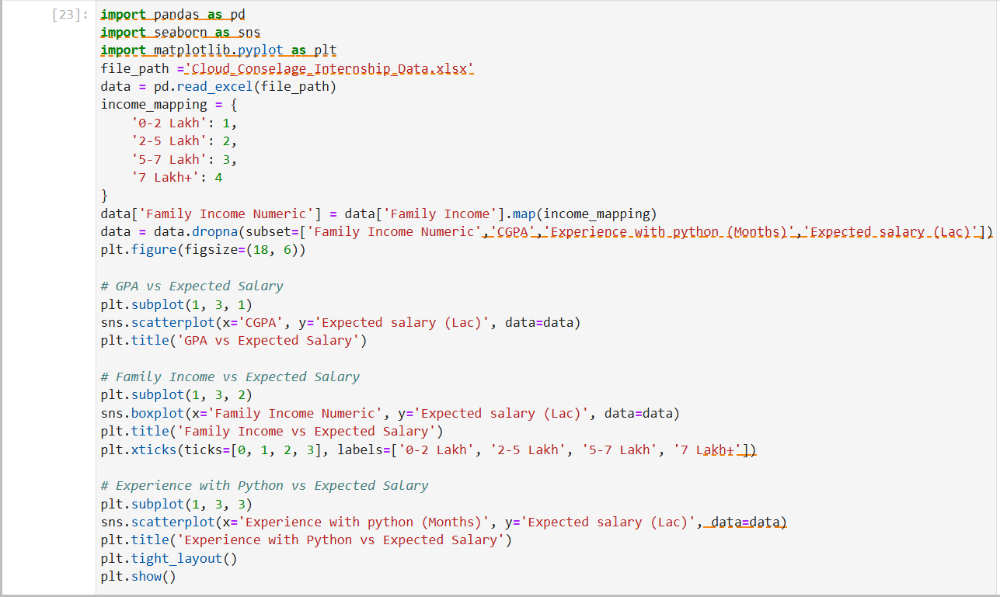 [23]:
import pandas as pd
import seaborn as sns
import matplotlib.pyplot as plt
file_path ='Cloud_Conselage_Internship_Data.xlsx'
data = pd.read_excel(file_path)
income_mapping = {
    '0-2 Lakh': 1,
    '2-5 Lakh': 2,
    '5-7 Lakh': 3,
    '7 Lakh+': 4
}
data['Family Income Numeric'] = data['Family Income'].map(income_mapping)
data = data.dropna(subset=['Family Income Numeric','CGPA','Experience with python (Months)','Expected salary (Lac)'])
plt.figure(figsize=(18, 6))

# GPA vs Expected Salary
plt.subplot(1, 3, 1)
sns.scatterplot(x='CGPA', y='Expected salary (Lac)', data=data)
plt.title('GPA vs Expected Salary')

# Family Income vs Expected Salary
plt.subplot(1, 3, 2)
sns.boxplot(x='Family Income Numeric', y='Expected salary (Lac)', data=data)
plt.title('Family Income vs Expected Salary')
plt.xticks(ticks=[0, 1, 2, 3], labels=['0-2 Lakh', '2-5 Lakh', '5-7 Lakh', '7 Lakh+'])

# Experience with Python vs Expected Salary
plt.subplot(1, 3, 3)
sns.scatterplot(x='Experience with python (Months)', y='Expected salary (Lac)', data=data)
plt.title('Experience with Python vs Expected Salary')
plt.tight_layout()
plt.show()